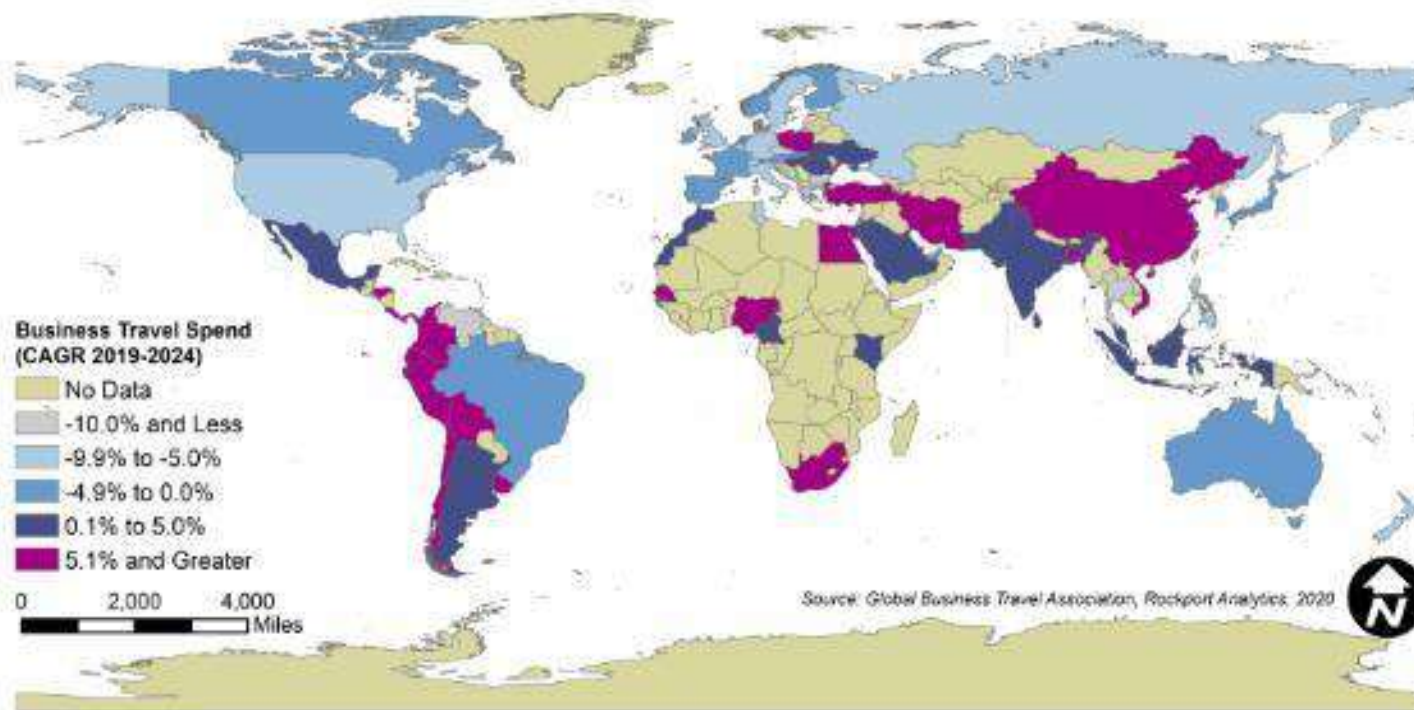 Business Travel Spend
(CAGR 2019-2024)
No Data
-10.0% and Less
-9.9% to -5.0%
-4.9% to 0.0%
0.1% to 5.0%
5.1% and Greater
0 2,000 4,000
Miles
Source: Global Business Travel Association, Rockport Analytics, 2020
N